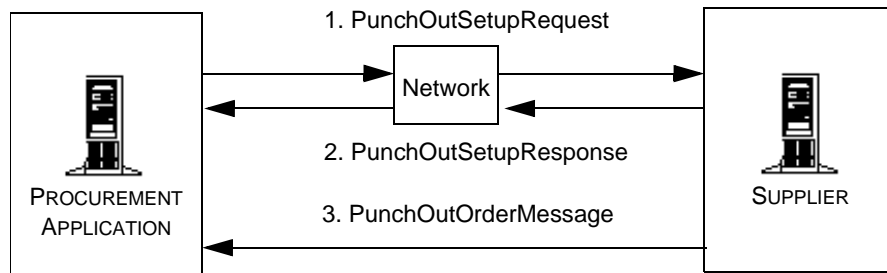 1. PunchOutSetupRequest
Network
2. PunchOutSetupResponse
PROCUREMENT
APPLICATION
SUPPLIER
3. PunchOutOrderMessage